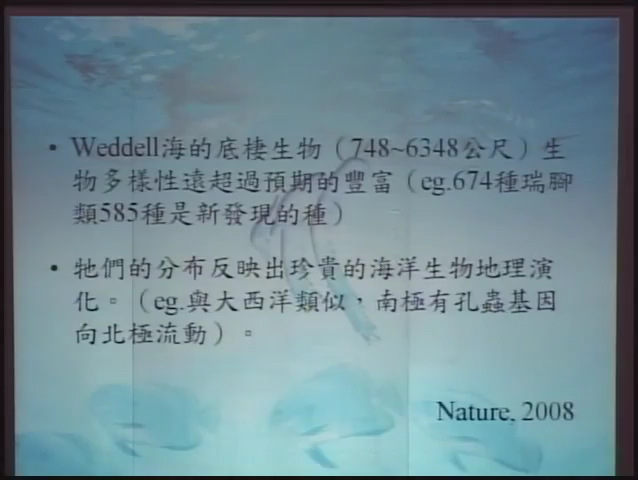 • Weddell海的底棲生物（748~6348公尺）生
物多樣性遠超過預期的豐富（eg.674種瑞腳
類585種是新發現的種）
• 牠們的分布反映出珍貴的海洋生物地理演
化。（eg.與大西洋類似，南極有孔蟲基因
向北極流動）。
Nature, 2008